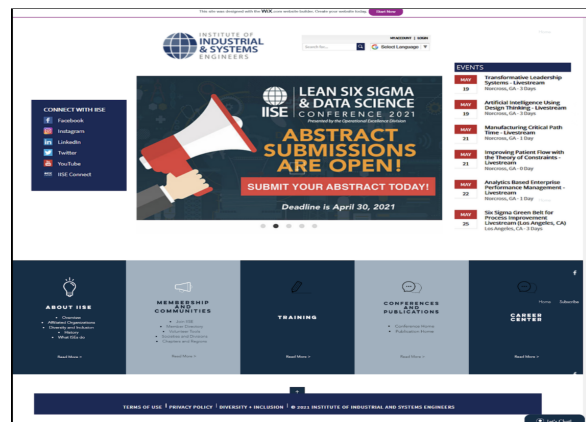 This site was designed with the WIX.com website builder. Create your website today. Start Now
INSTITUTE OF
INDUSTRIAL
& SYSTEMS
ENGINEERS
MY ACCOUNT | LOGIN
Select Language ▼
CONNECT WITH IISE
Facebook
Instagram
LinkedIn
Twitter
YouTube
IISE Connect
IISE
LEAN SIX SIGMA
& DATA SCIENCE
CONFERENCE 2021
Presented by the Operational Excellence Division
ABSTRACT
SUBMISSIONS
ARE OPEN!
SUBMIT YOUR ABSTRACT TODAY!
Deadline is April 30, 2021
EVENTS
MAY
19
Transformative Leadership
Systems - Livestream
Norcross, GA - 3 Days
MAY
19
Artificial Intelligence Using
Design Thinking - Livestream
Norcross, GA - 3 Days
MAY
21
Manufacturing Critical Path
Time - Livestream
Norcross, GA - 1 Day
MAY
21
Improving Patient Flow with
the Theory of Constraints -
Livestream
Norcross, GA - 0 Day
MAY
22
Analytics Based Enterprise
Performance Management -
Livestream
Norcross, GA - 1 Day
MAY
25
Six Sigma Green Belt for
Process Improvement
Livestream (Los Angeles, CA)
Los Angeles, CA - 3 Days
ABOUT IISE
Overview
Affiliated Organizations
Diversity and Inclusion
History
What ISEs do
Read More >
MEMBERSHIP
AND
COMMUNITIES
Join IISE
Member Directory
Volunteer Tools
Societies and Divisions
Chapters and Regions
Read More >
TRAINING
Read More >
CONFERENCES
AND
PUBLICATIONS
Conference Home
Publication Home
Read More >
Home Subscribe
CAREER
CENTER
Read More >
TERMS OF USE | PRIVACY POLICY | DIVERSITY + INCLUSION | © 2021 INSTITUTE OF INDUSTRIAL AND SYSTEMS ENGINEERS
Let's Chat